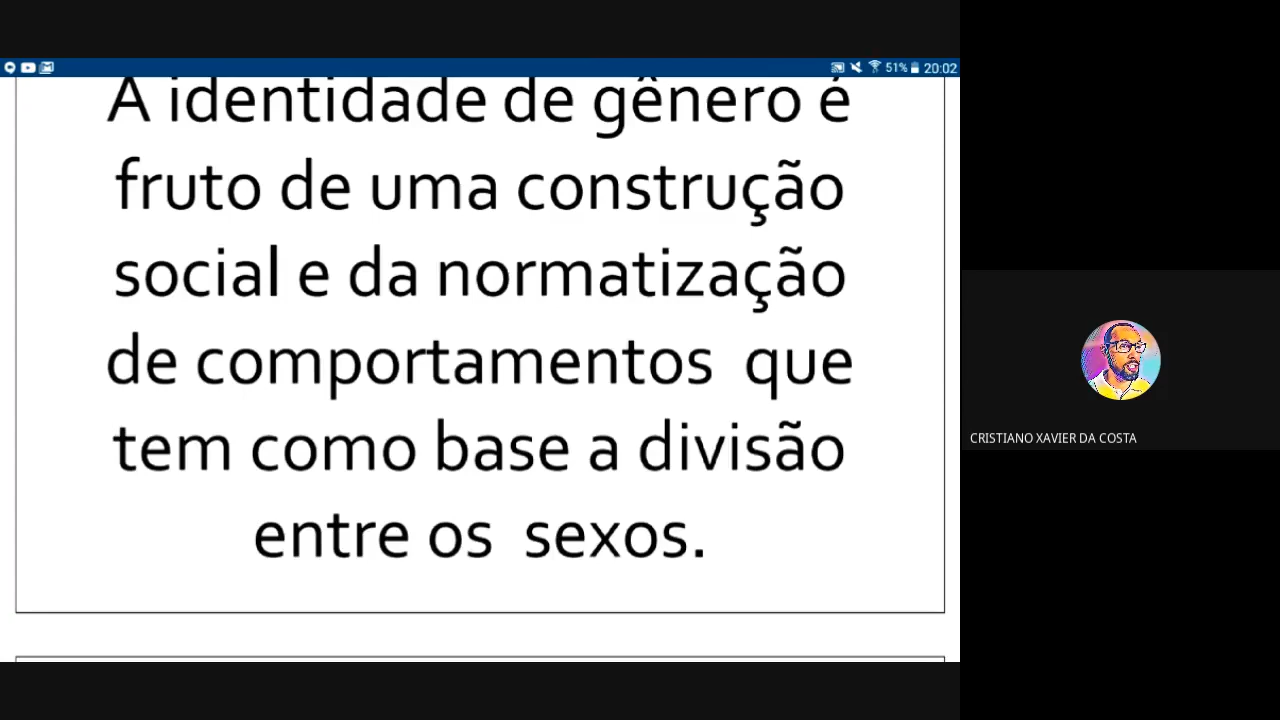 51% 20:02
A identidade de gênero é
fruto de uma construção
social e da normatização
de comportamentos que
tem como base a divisão
entre os sexos.
CRISTIANO XAVIER DA COSTA